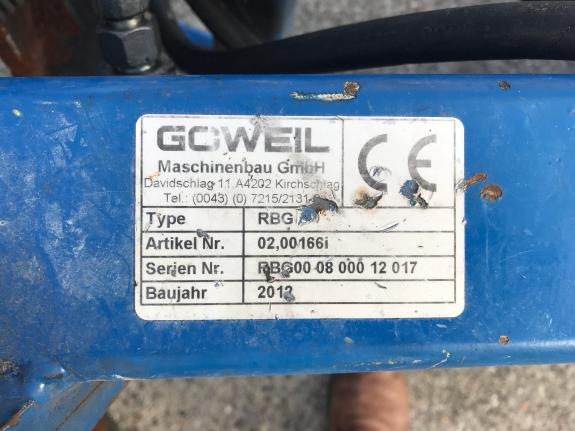 GÖWEIL
CE
Maschinenbau GmbH
Davidschlag 11 A4202 Kirchschlag
Tel.: (0043) (0) 7215/2131-
Type RBG
Artikel Nr. 02,00166i
Serien Nr. RBG00 08 000 12 017
Baujahr 2012